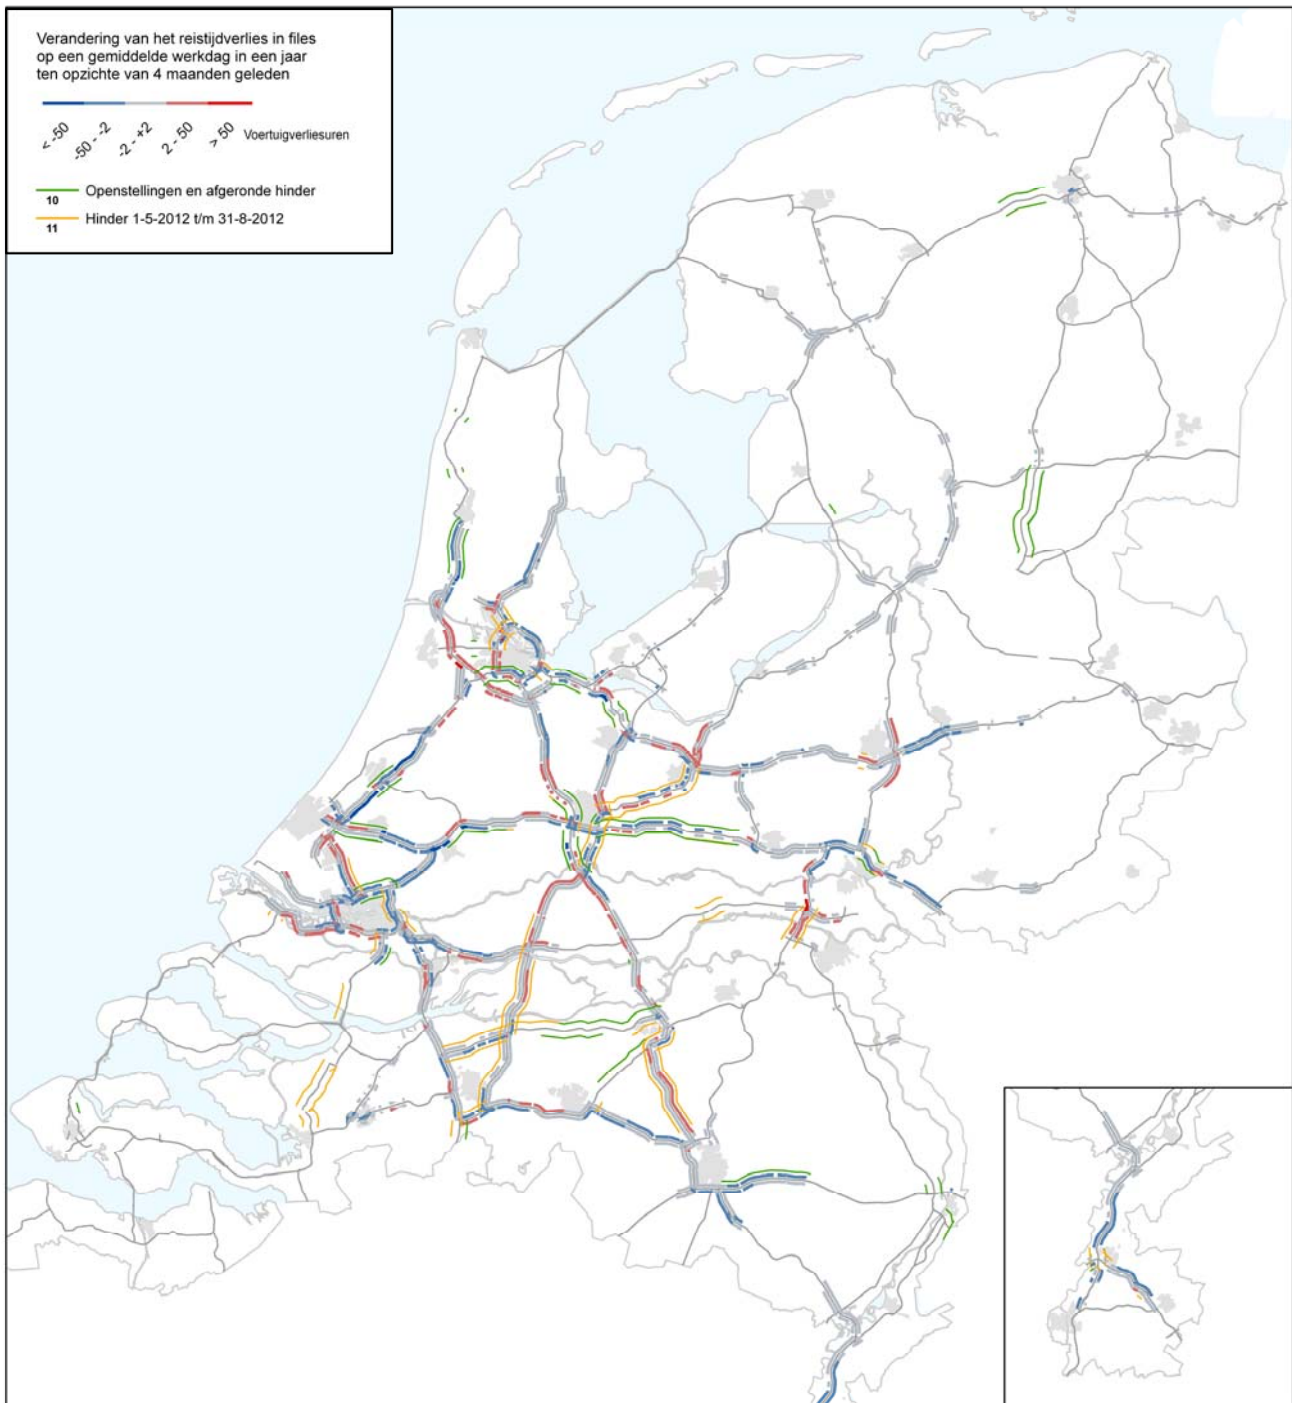 Verandering van het reistijdverlies in files
op een gemiddelde werkdag in een jaar
ten opzichte van 4 maanden geleden
< -50 -50 - -2 -2 - +2 2 - 50 > 50 Voertuigverliesuren
10 Openstellingen en afgeronde hinder
11 Hinder 1-5-2012 t/m 31-8-2012